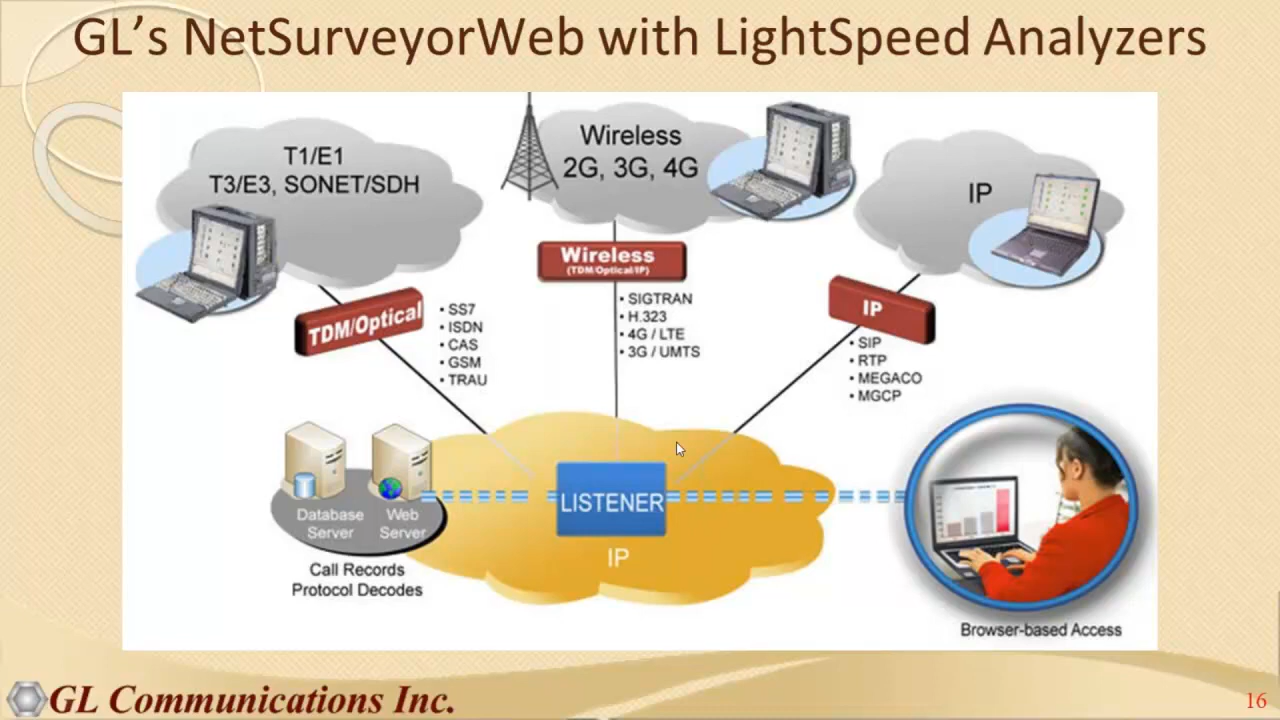 GL's NetSurveyorWeb with LightSpeed Analyzers
T1/E1
T3/E3, SONET/SDH
Wireless
2G, 3G, 4G
IP
TDM/Optical
• SS7
• ISDN
• CAS
• GSM
• TRAU
Wireless
(TDM/Optical/IP)
• SIGTRAN
• H.323
• 4G / LTE
• 3G / UMTS
IP
• SIP
• RTP
• MEGACO
• MGCP
Database
Server
Web
Server
Call Records
Protocol Decodes
LISTENER
IP
Browser-based Access
GL Communications Inc.
16